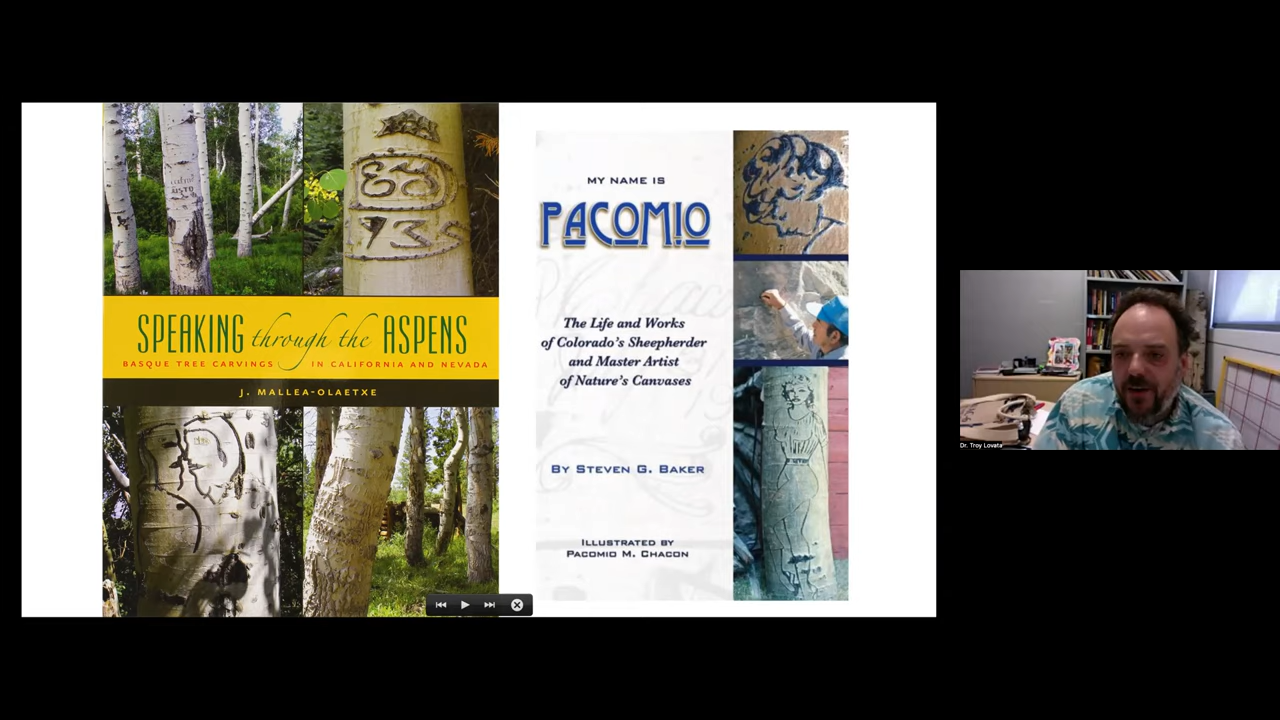 SPEAKING through the ASPENS
BASQUE TREE CARVINGS IN CALIFORNIA AND NEVADA
J. MALLEA-OLAETXE
MY NAME IS
PACOMIO
The Life and Works
of Colorado's Sheepherder
and Master Artist
of Nature's Canvases
BY STEVEN G. BAKER
ILLUSTRATED BY
PACOMIO M. CHACON
Dr. Troy Lovata